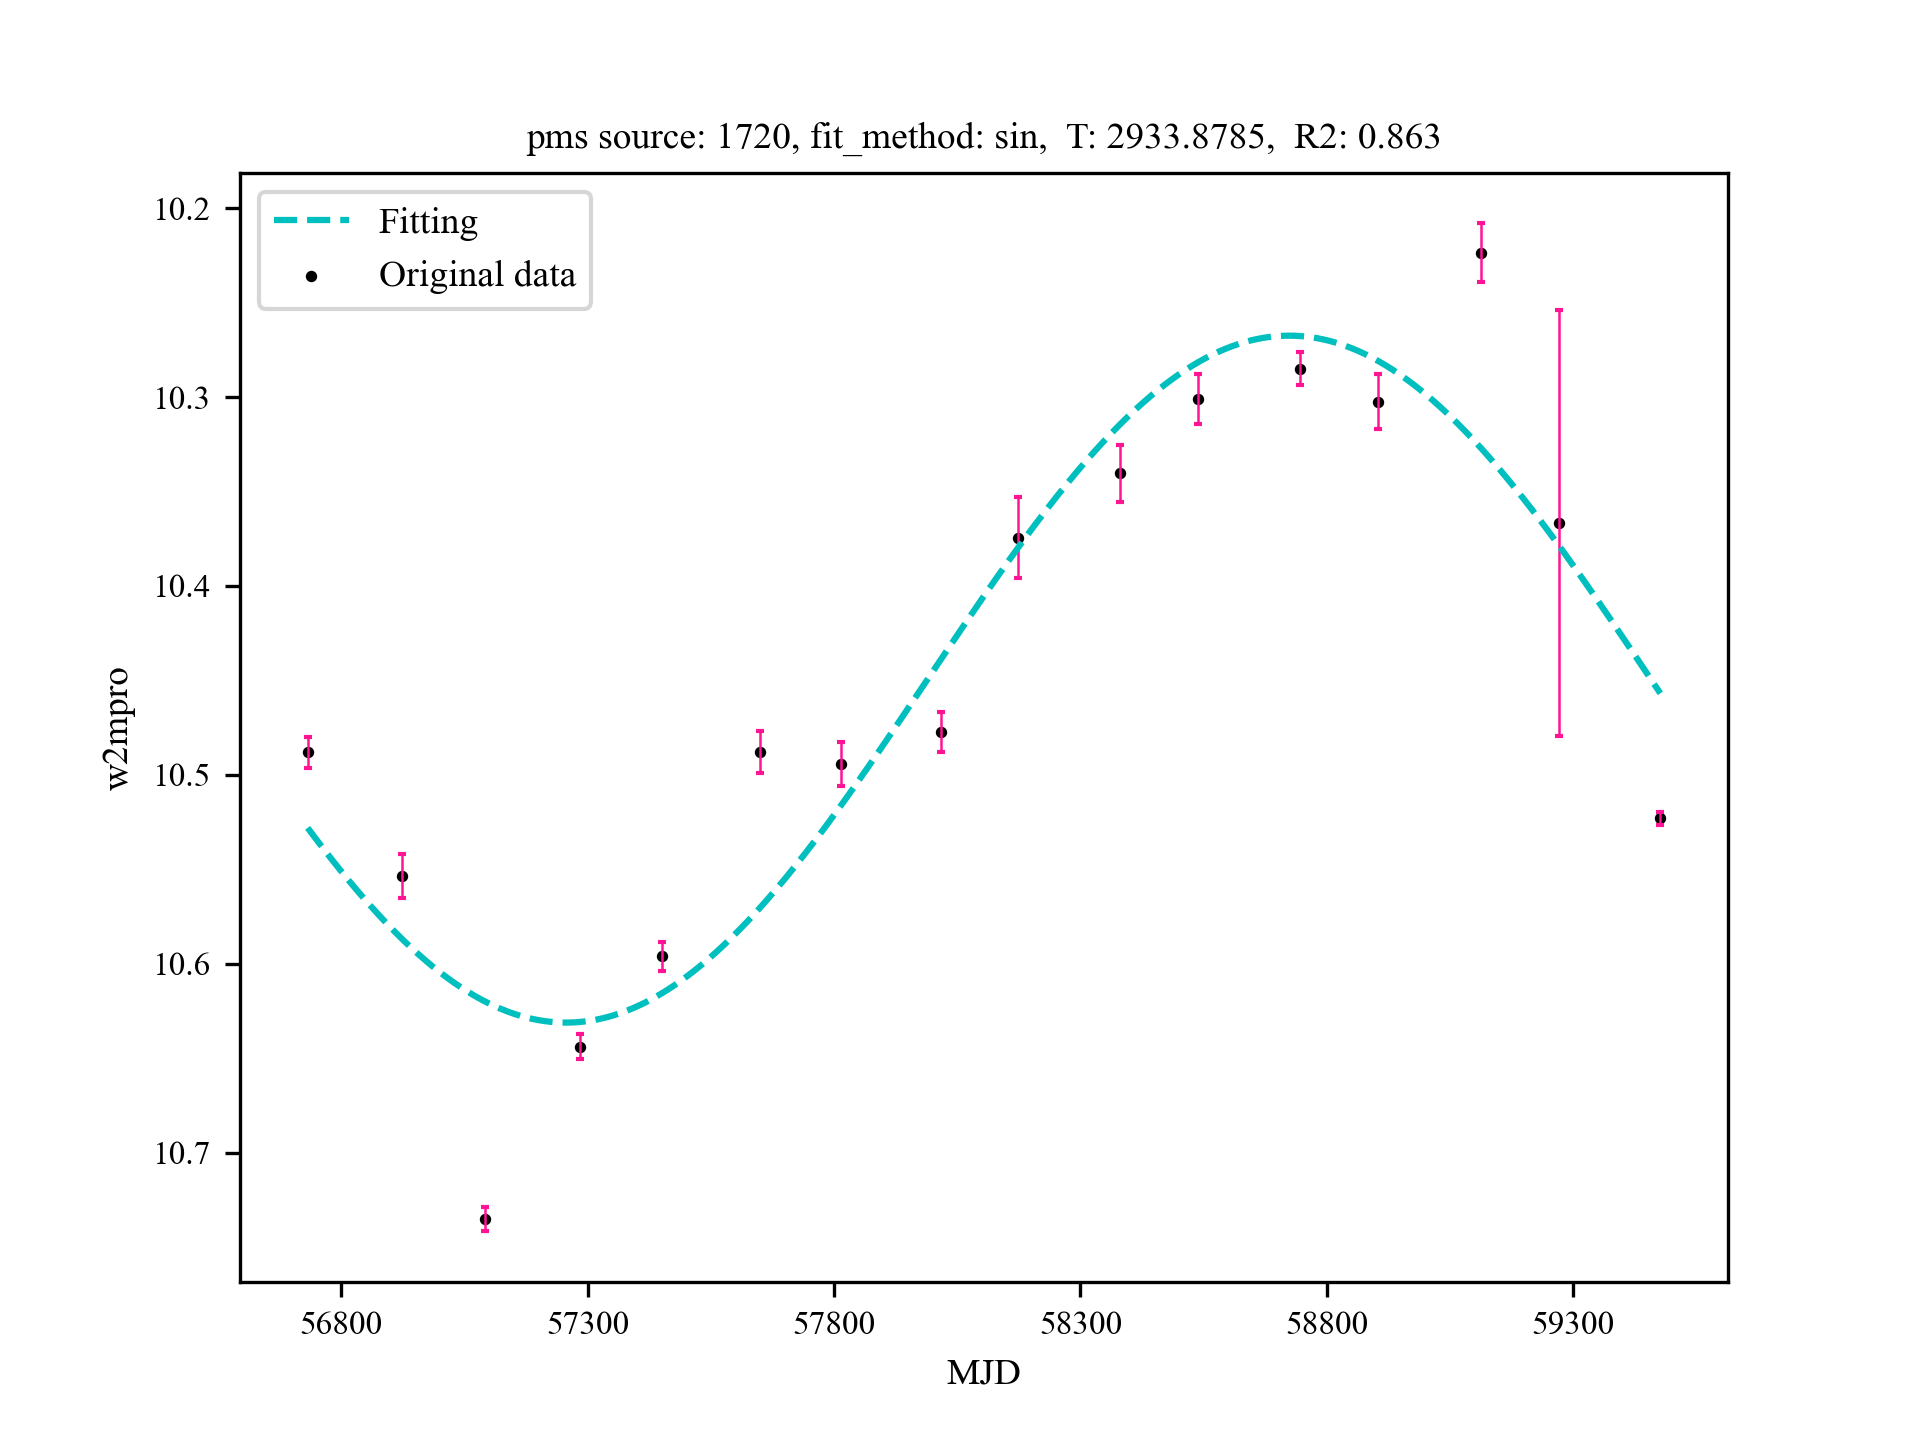 pms source: 1720, fit_method: sin,  T: 2933.8785,  R2: 0.863
Fitting
Original data
10.2
10.3
10.4
10.5
10.6
10.7
w2mpro
56800 57300 57800 58300 58800 59300
MJD